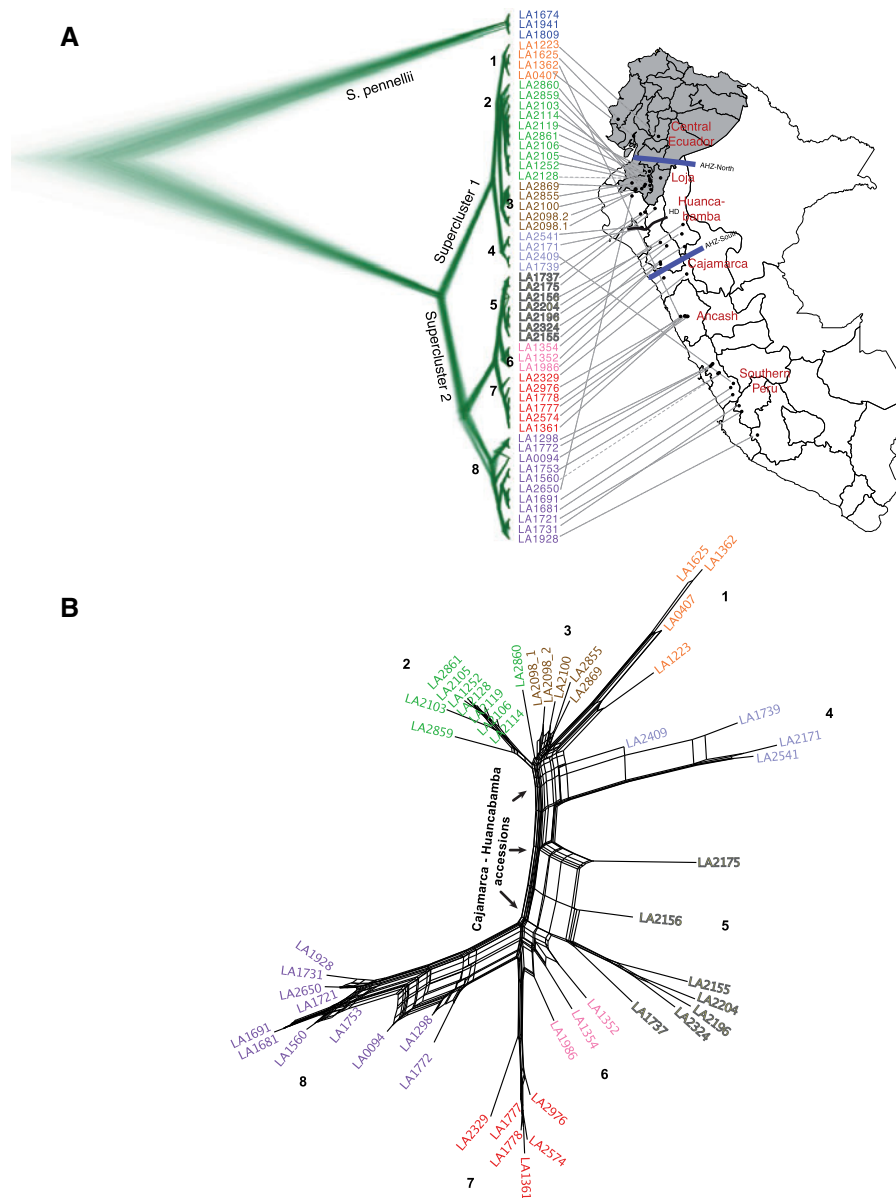 A
S. pennellii
Supercluster 1
Supercluster 2
1
2
3
4
5
6
7
8
LA1674
LA1941
LA1809
LA1223
LA1625
LA1362
LA0407
LA2860
LA2859
LA2103
LA2114
LA2119
LA2861
LA2106
LA2105
LA1252
LA2128
LA2869
LA2855
LA2100
LA2098.2
LA2098.1
LA2541
LA2171
LA2409
LA1739
LA1737
LA2175
LA2156
LA2204
LA2196
LA2324
LA2155
LA1354
LA1352
LA1986
LA2329
LA2976
LA1778
LA1777
LA2574
LA1361
LA1298
LA1772
LA0094
LA1753
LA1560
LA2650
LA1691
LA1681
LA1721
LA1731
LA1928
Central
Ecuador
AHZ-North
Loja
Huanca-
bamba
HD
AHZ-South
Cajamarca
Ancash
Southern
Peru
B
LA1625
LA1362
1
LA0407
LA1223
3
LA2860
LA2098_1
LA2098_2
LA2100
LA2855
LA2869
2
LA2861
LA2105
LA1252
LA2128
LA2119
LA2106
LA2114
LA2103
LA2859
LA2409
LA1739
4
LA2171
LA2541
Cajamarca - Huancabamba
accessions
LA2175
LA2156
5
LA2155
LA2204
LA2196
LA2324
LA1737
LA1352
LA1354
LA1986
6
LA1928
LA1731
LA2650
LA1721
LA1691
LA1681
LA1560
LA1753
LA0094
LA1298
LA1772
8
LA2329
LA1777
LA1778
LA2976
LA2574
LA1361
7